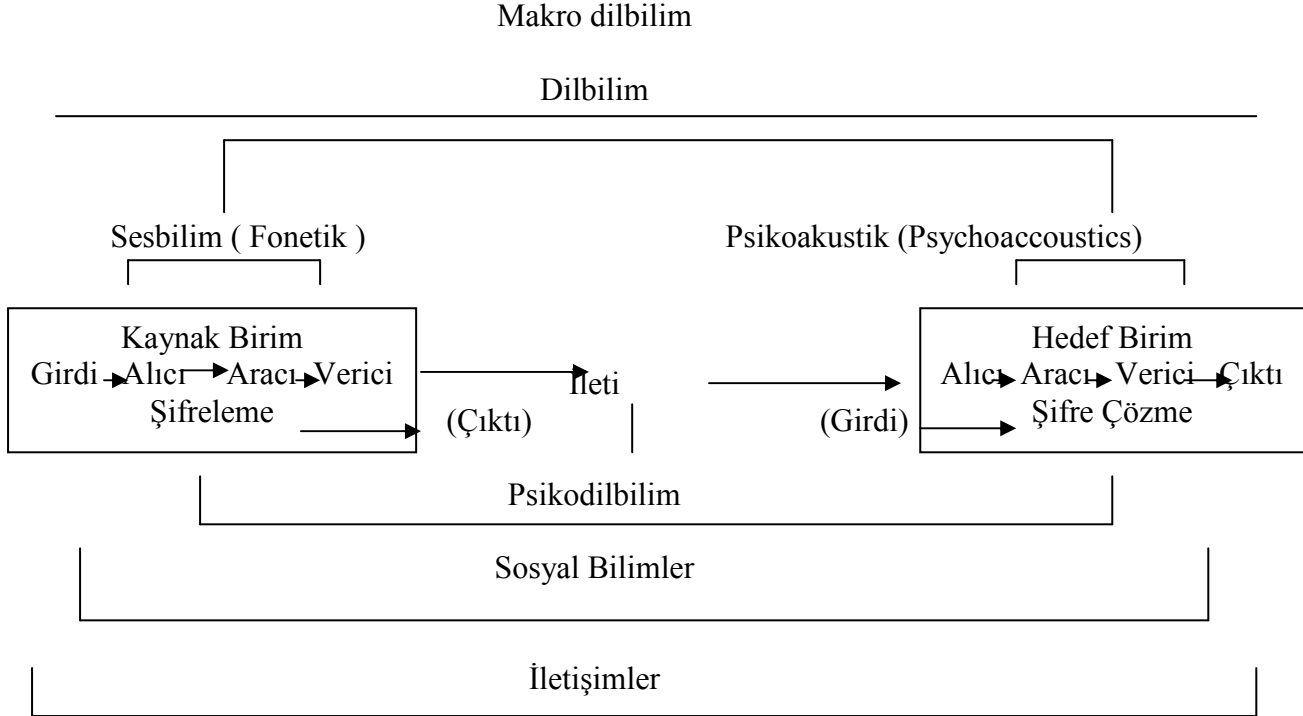 Makro dilbilim
Dilbilim
Sesbilim ( Fonetik )
Psikoakustik (Psychoaccoustics)
Kaynak Birim
Girdi Alıcı Aracı Verici
Şifreleme
(Çıktı)
İleti
(Girdi)
Hedef Birim
Alıcı Aracı Verici Çıktı
Şifre Çözme
Psikodilbilim
Sosyal Bilimler
İletişimler